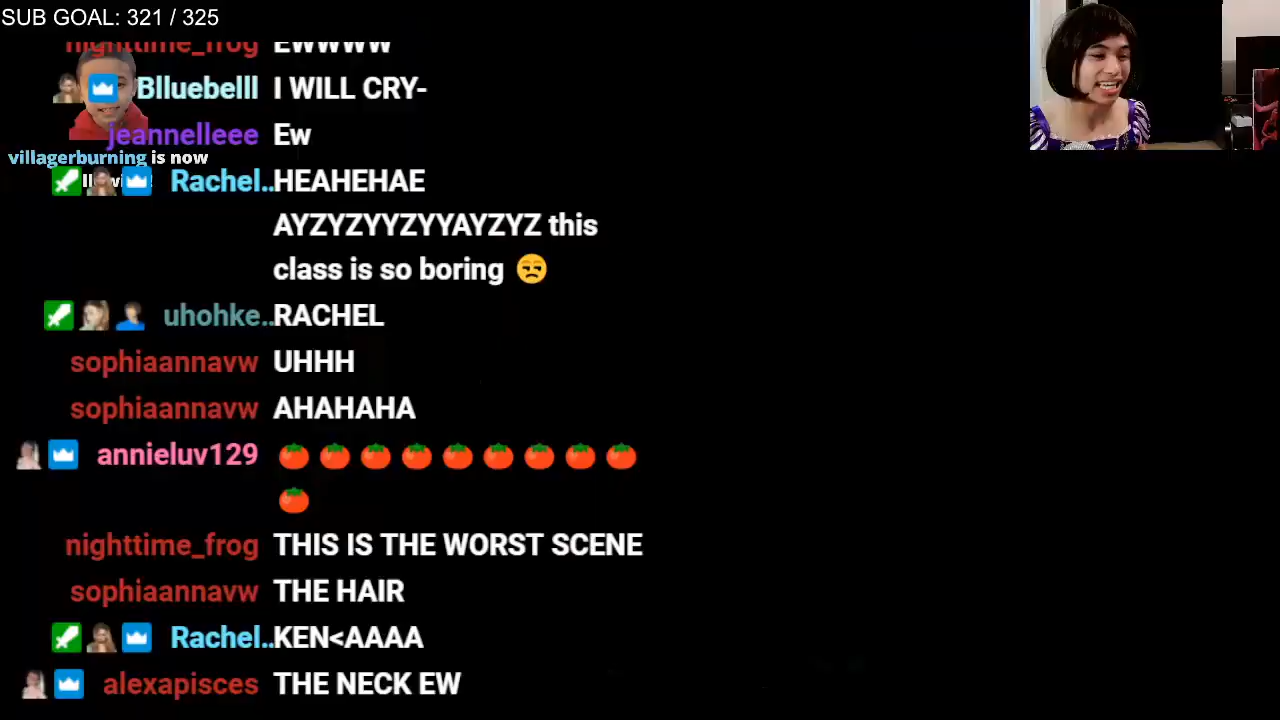 SUB GOAL: 321 / 325
nighttime_frog EWWWW
Blluebelll I WILL CRY-
jeannelleee Ew
villagerburning is now
Rachel.. HEAHEHAE
AYZYZYYZYYAYZYZ this
class is so boring 😒
uhohke.. RACHEL
sophiaannavw UHHH
sophiaannavw AHAHAHA
annieluv129 🍅🍅🍅🍅🍅🍅🍅🍅🍅
🍅
nighttime_frog THIS IS THE WORST SCENE
sophiaannavw THE HAIR
Rachel.. KEN<AAAA
alexapisces THE NECK EW